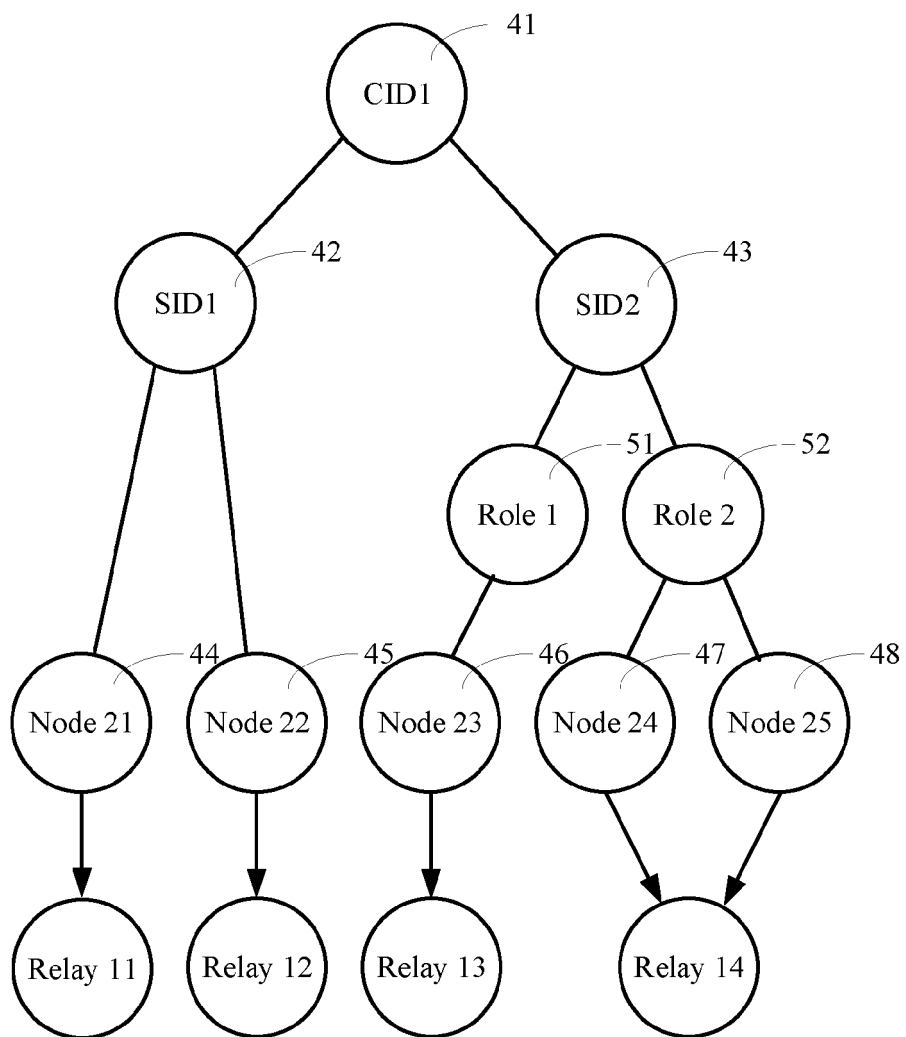 41
CID1
42
43
SID1
SID2
51
52
Role 1
Role 2
44
45
46
47
48
Node 21
Node 22
Node 23
Node 24
Node 25
Relay 11
Relay 12
Relay 13
Relay 14